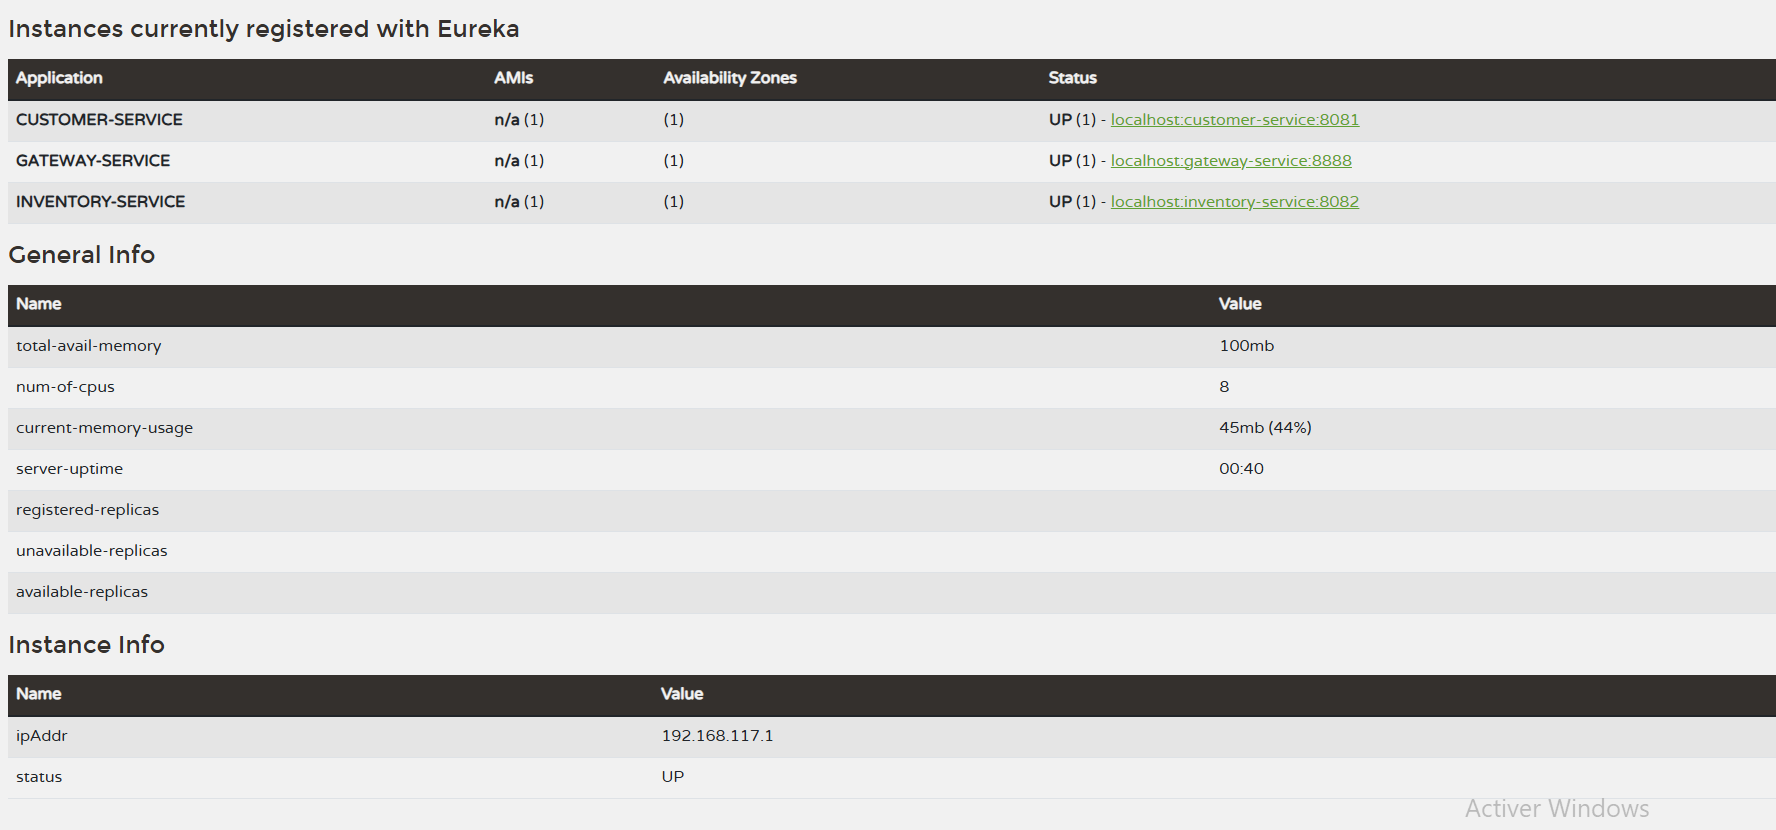 Instances currently registered with Eureka
Application AMIs Availability Zones Status
CUSTOMER-SERVICE n/a (1) (1) UP (1) - localhost:customer-service:8081
GATEWAY-SERVICE n/a (1) (1) UP (1) - localhost:gateway-service:8888
INVENTORY-SERVICE n/a (1) (1) UP (1) - localhost:inventory-service:8082
General Info
Name Value
total-avail-memory 100mb
num-of-cpus 8
current-memory-usage 45mb (44%)
server-uptime 00:40
registered-replicas
unavailable-replicas
available-replicas
Instance Info
Name Value
ipAddr 192.168.117.1
status UP
Activer Windows